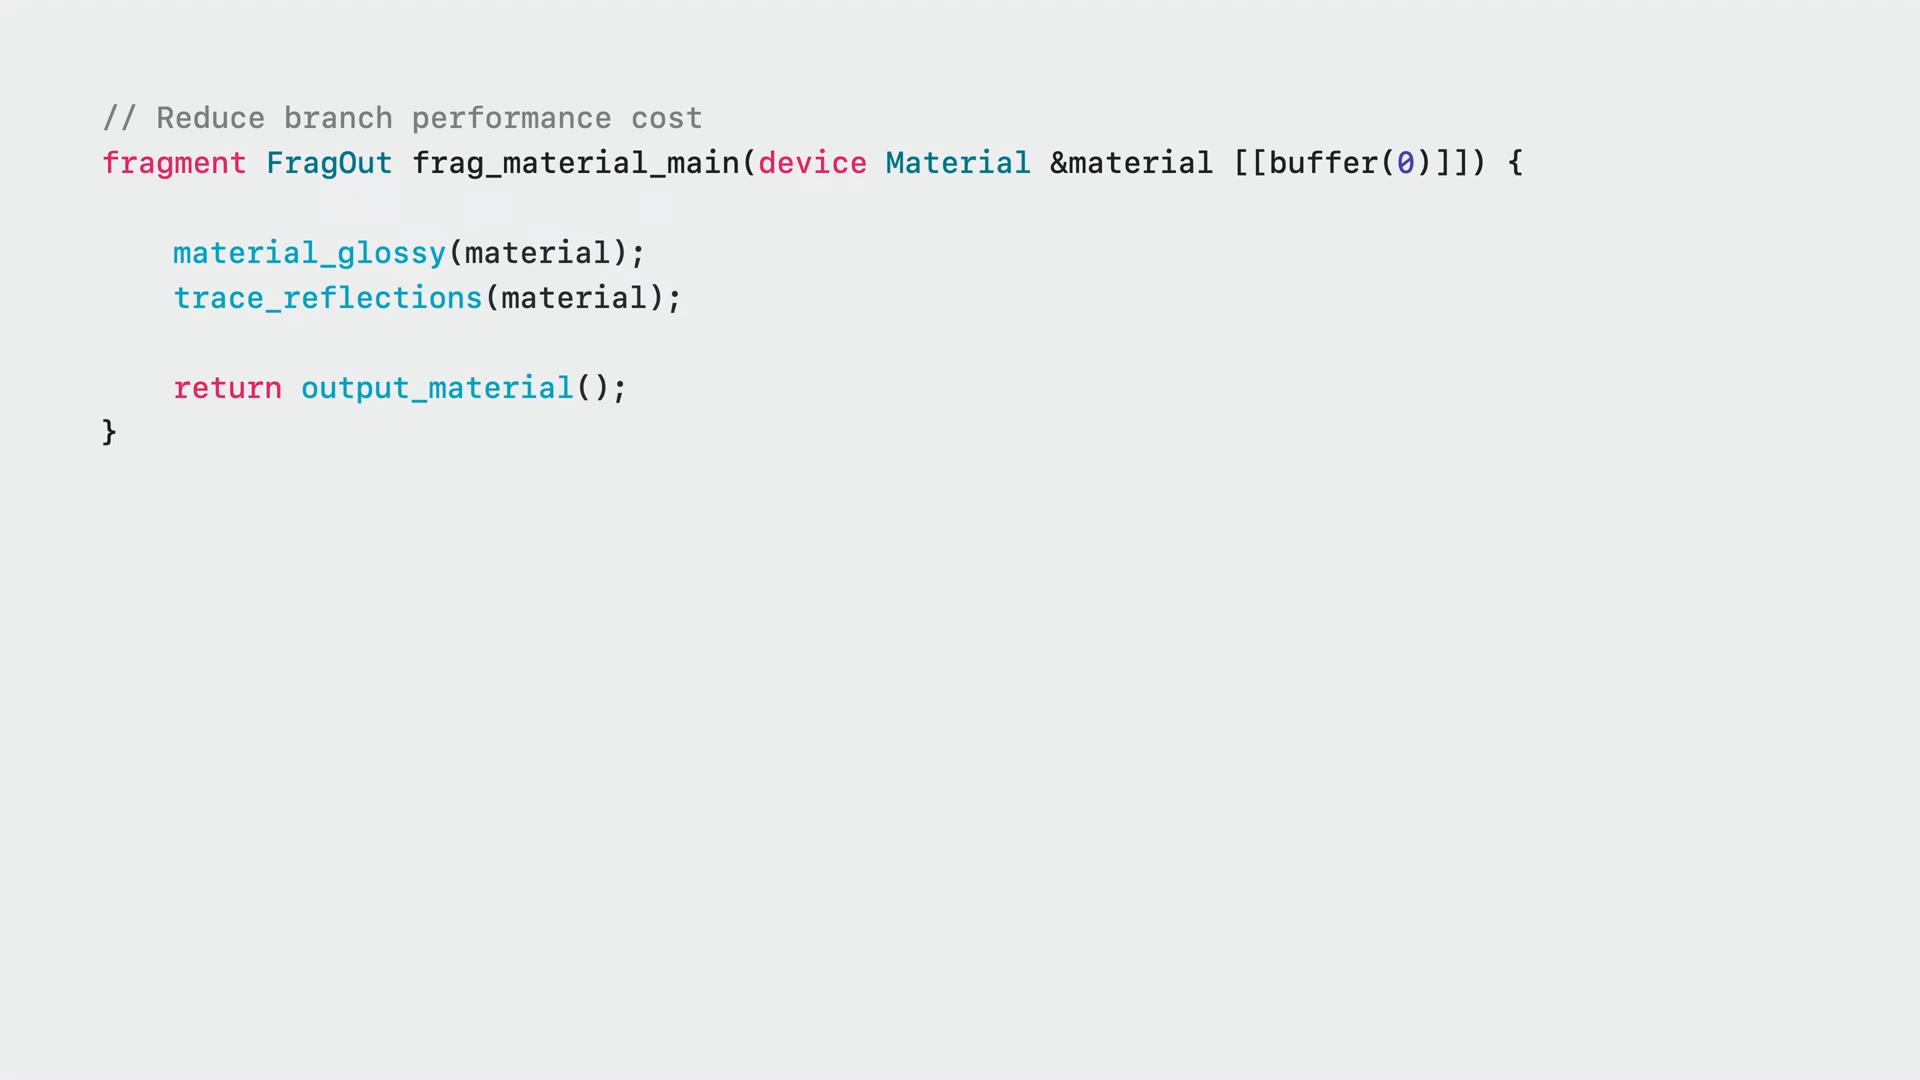 // Reduce branch performance cost
fragment FragOut frag_material_main(device Material &material [[buffer(0)]]) {
material_glossy(material);
trace_reflections(material);
return output_material();
}